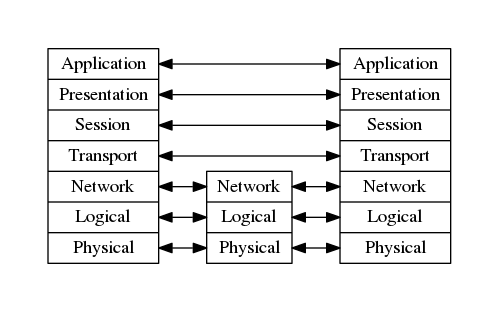 Application Application
Presentation Presentation
Session Session
Transport Transport
Network Network Network
Logical Logical Logical
Physical Physical Physical